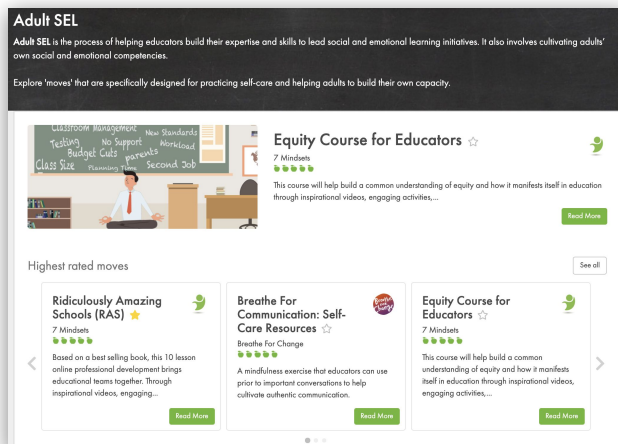 Adult SEL
Adult SEL is the process of helping educators build their expertise and skills to lead social and emotional learning initiatives. It also involves cultivating adults'
own social and emotional competencies.
Explore 'moves' that are specifically designed for practicing self-care and helping adults to build their own capacity.
Classroom Management
New Standards
Testing
No Support
Workload
Budget Cuts
parents
Class Size
Planning Time
Second Job
Equity Course for Educators
7 Mindsets
This course will help build a common understanding of equity and how it manifests itself in education
through inspirational videos, engaging activities,...
Read More
Highest rated moves
See all
Ridiculously Amazing
Schools (RAS)
7 Mindsets
Based on a best selling book, this 10 lesson
online professional development brings
educational teams together. Through
inspirational videos, engaging...
Read More
Breathe For
Communication: Self-
Care Resources
Breathe For Change
A mindfulness exercise that educators can use
prior to important conversations to help
cultivate authentic communication.
Read More
Equity Course for
Educators
7 Mindsets
This course will help build a common
understanding of equity and how it manifests
itself in education through inspirational videos,
engaging activities,...
Read More